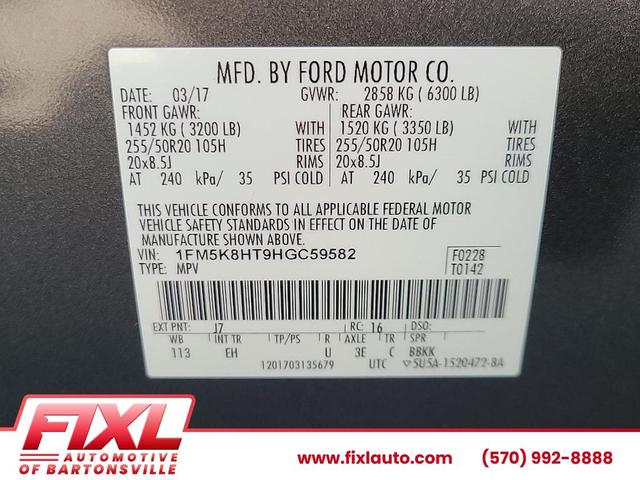 MFD. BY FORD MOTOR CO.
DATE: 03/17 GVWR: 2858 KG ( 6300 LB)
FRONT GAWR: REAR GAWR:
1452 KG ( 3200 LB) WITH 1520 KG ( 3350 LB) WITH
255/50R20 105H TIRES 255/50R20 105H TIRES
20x8.5J RIMS 20x8.5J RIMS
AT 240 kPa/ 35 PSI COLD AT 240 kPa/ 35 PSI COLD
THIS VEHICLE CONFORMS TO ALL APPLICABLE FEDERAL MOTOR
VEHICLE SAFETY STANDARDS IN EFFECT ON THE DATE OF
MANUFACTURE SHOWN ABOVE.
VIN: 1FM5K8HT9HGC59582 F0228
TYPE: MPV T0142
EXT PNT: J7 RC: 16 DSO:
WB INT TR TP/PS R AXLE TR SPR
113 EH U 3E C BBKK
1201703135679 UTC ▽5U5A-1520472-8A
FIXL
AUTOMOTIVE
OF BARTONSVILLE
www.fixlauto.com (570) 992-8888